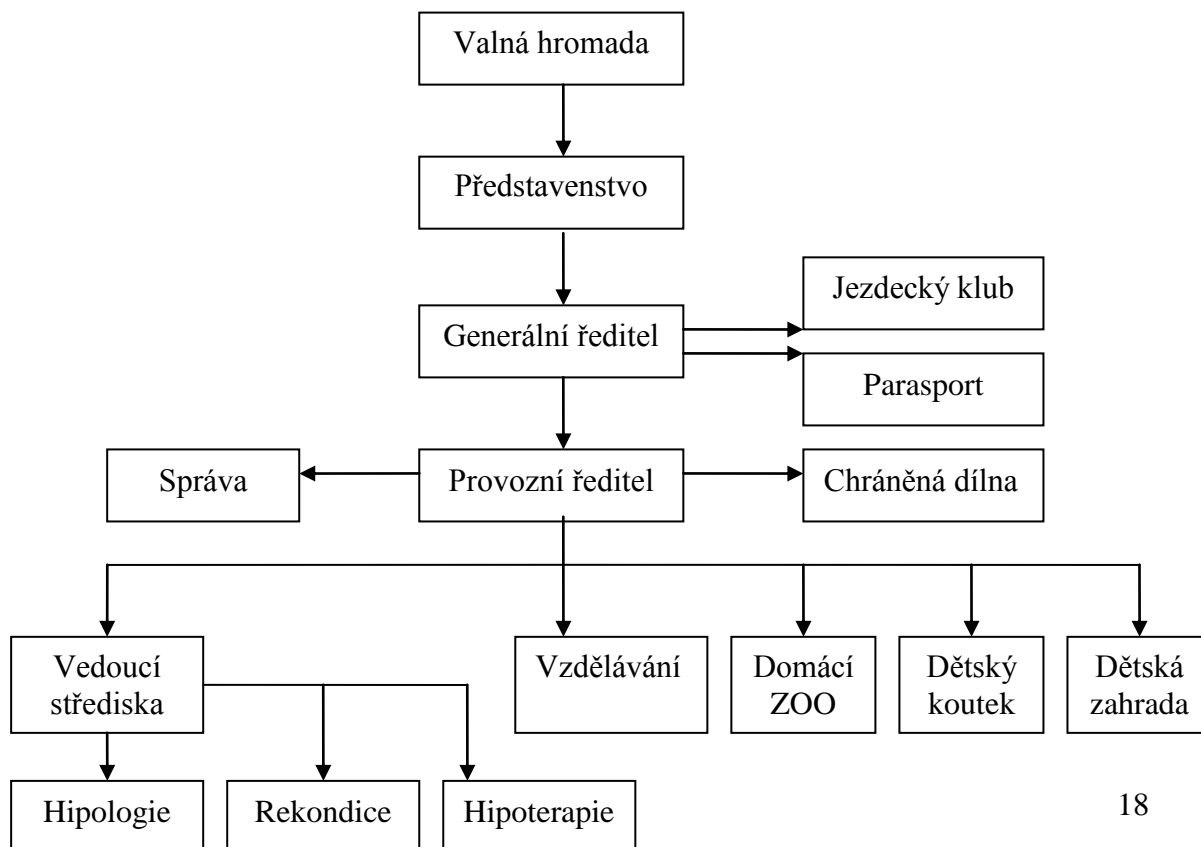 Valná hromada
Představenstvo
Jezdecký klub
Generální ředitel
Parasport
Správa
Provozní ředitel
Chráněná dílna
Vedoucí
střediska
Vzdělávání
Domácí
ZOO
Dětský
koutek
Dětská
zahrada
Hipologie
Rekondice
Hipoterapie
18